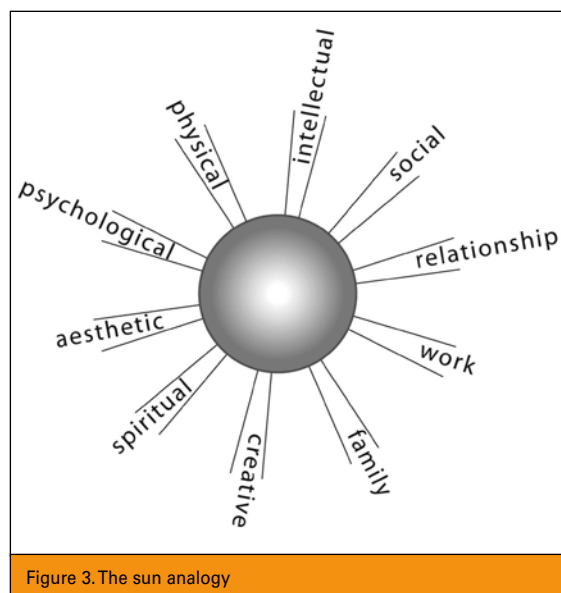 intellectual
social
relationship
work
family
creative
spiritual
aesthetic
psychological
physical
Figure 3. The sun analogy